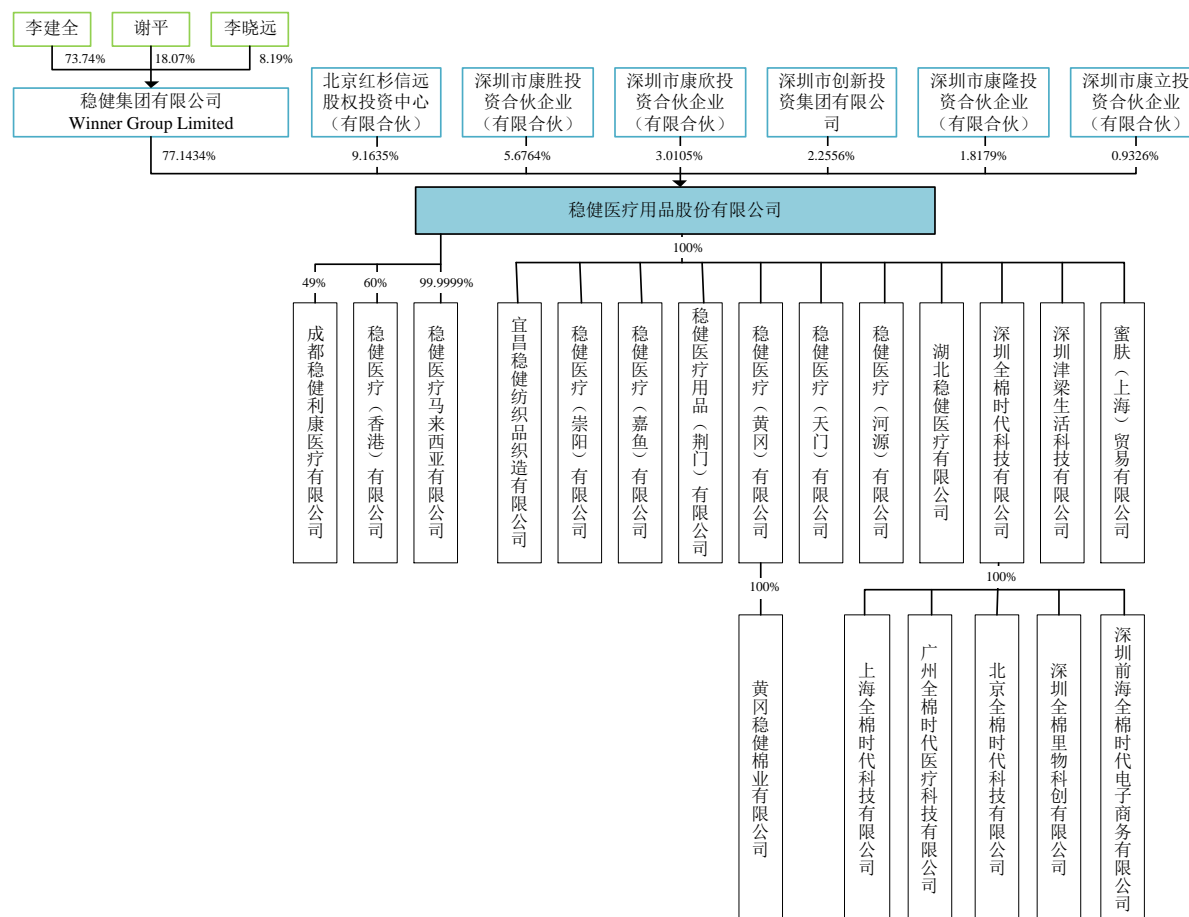 李建全
谢平
李晓远
73.74%
18.07%
8.19%
稳健集团有限公司
Winner Group Limited
北京红杉信远
股权投资中心
（有限合伙）
深圳市康胜投
资合伙企业
（有限合伙）
深圳市康欣投
资合伙企业
（有限合伙）
深圳市创新投
资集团有限公
司
深圳市康隆投
资合伙企业
（有限合伙）
深圳市康立投
资合伙企业
（有限合伙）
77.1434%
9.1635%
5.6764%
3.0105%
2.2556%
1.8179%
0.9326%
稳健医疗用品股份有限公司
100%
49%
60%
99.9999%
成都稳健利康医疗有限公司
稳健医疗（香港）有限公司
稳健医疗马来西亚有限公司
宜昌稳健纺织品织造有限公司
稳健医疗（崇阳）有限公司
稳健医疗（嘉鱼）有限公司
稳健医疗用品（荆门）有限公司
稳健医疗（黄冈）有限公司
稳健医疗（天门）有限公司
稳健医疗（河源）有限公司
湖北稳健医疗有限公司
深圳全棉时代科技有限公司
深圳津梁生活科技有限公司
蜜肤（上海）贸易有限公司
100%
100%
黄冈稳健棉业有限公司
上海全棉时代科技有限公司
广州全棉时代医疗科技有限公司
北京全棉时代科技有限公司
深圳全棉里物科创有限公司
深圳前海全棉时代电子商务有限公司